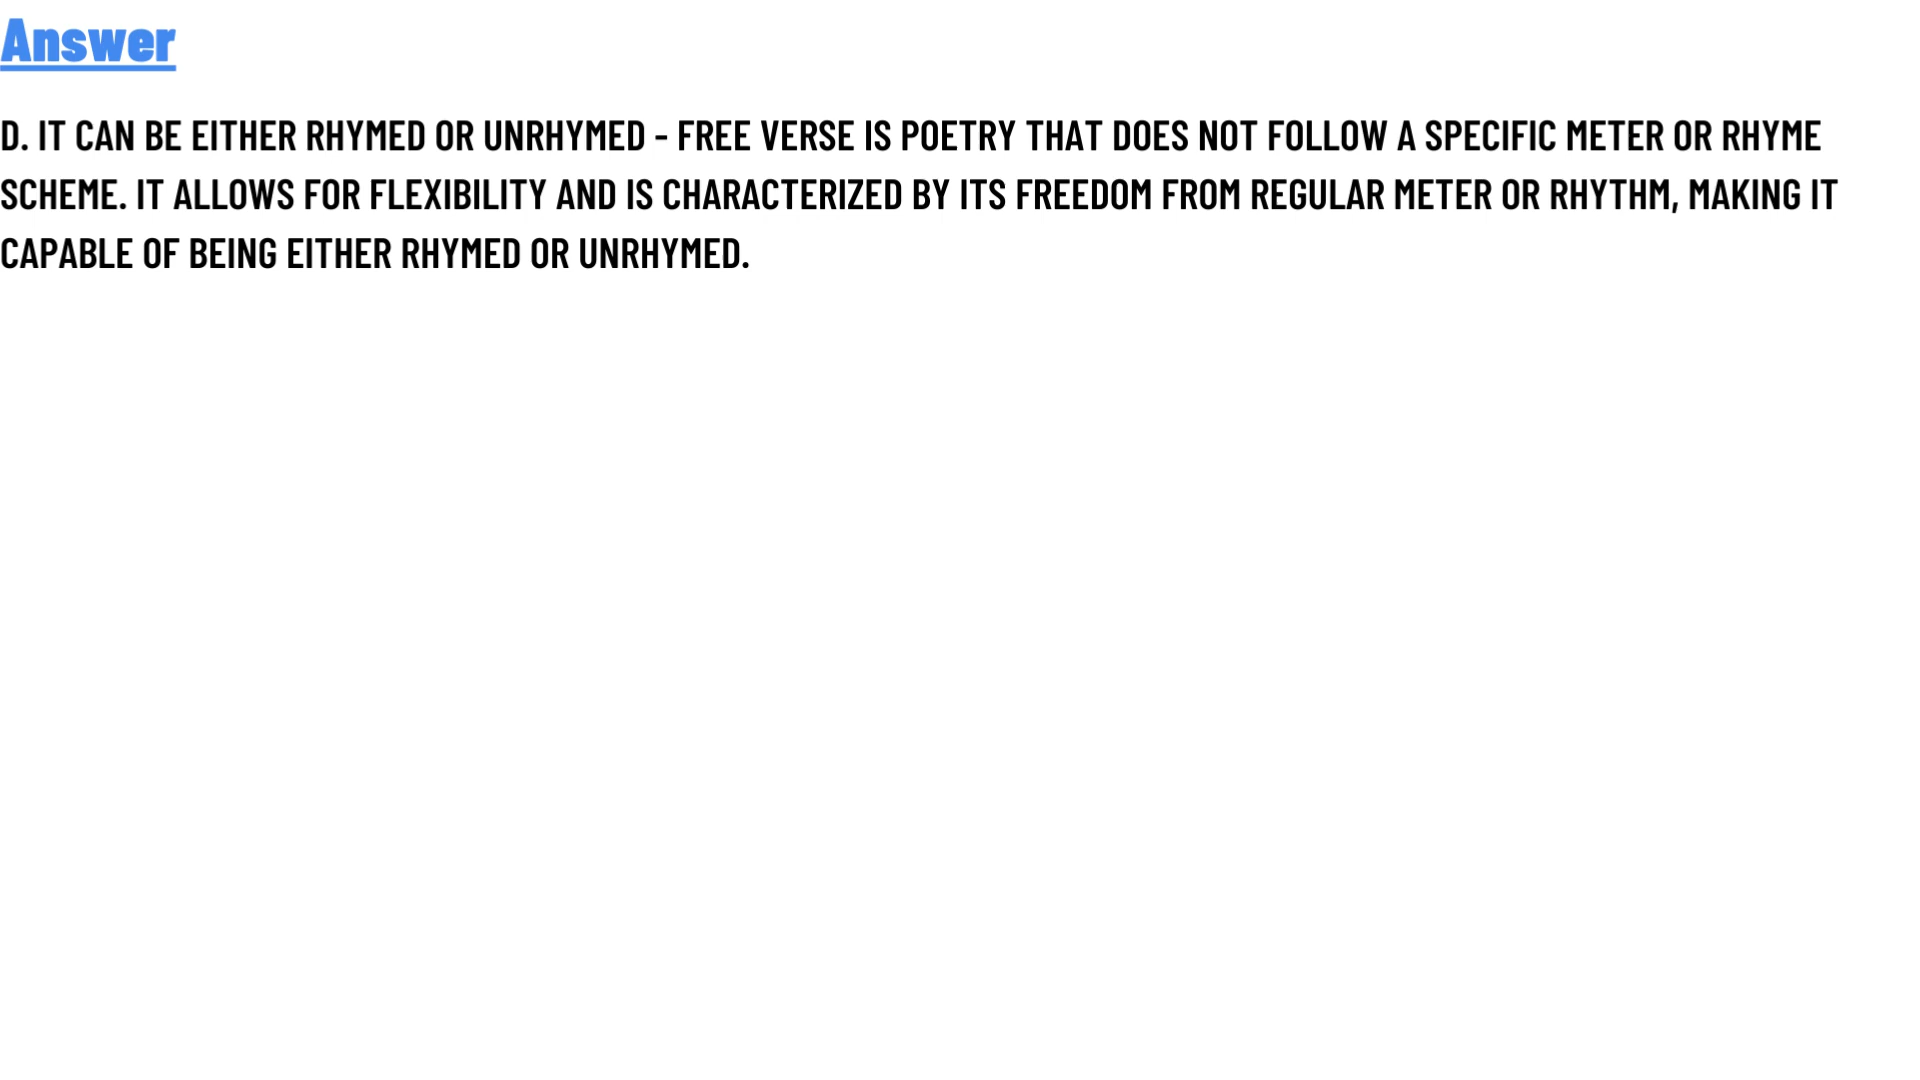 Answer
D. IT CAN BE EITHER RHYMED OR UNRHYMED - FREE VERSE IS POETRY THAT DOES NOT FOLLOW A SPECIFIC METER OR RHYME
SCHEME. IT ALLOWS FOR FLEXIBILITY AND IS CHARACTERIZED BY ITS FREEDOM FROM REGULAR METER OR RHYTHM, MAKING IT
CAPABLE OF BEING EITHER RHYMED OR UNRHYMED.